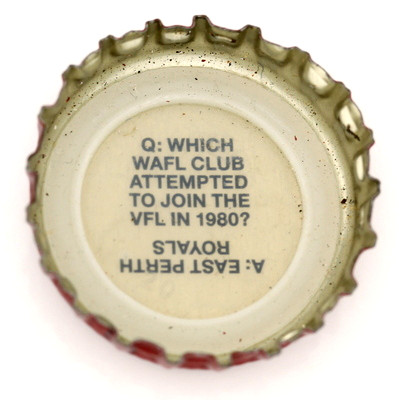 Q: WHICH
WAFL CLUB
ATTEMPTED
TO JOIN THE
VFL IN 1980?
A: EAST PERTH
ROYALS